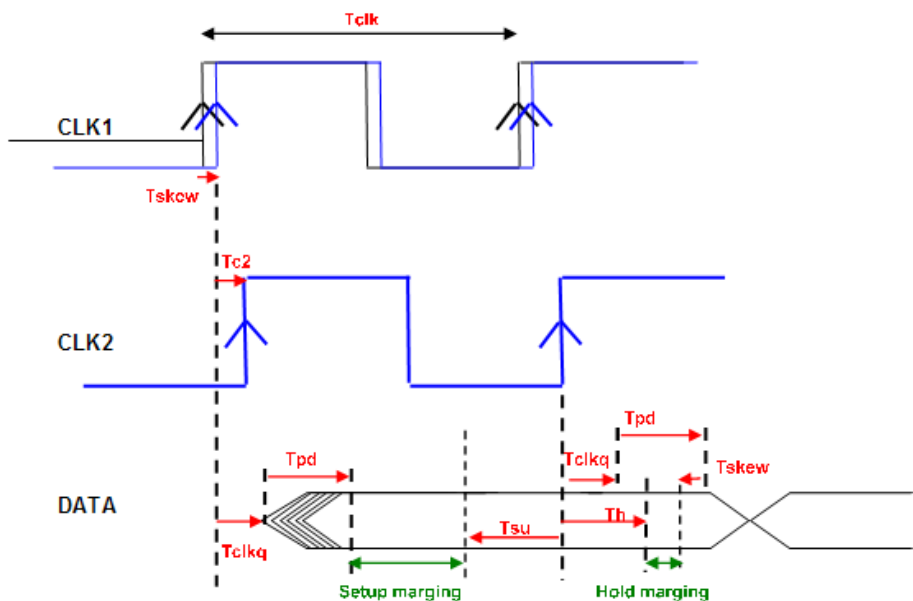 Tclk
CLK1
Tskew
Tc2
CLK2
Tpd
Tpd
Tclkq
Tskew
DATA
Th
Tsu
Tclkq
Setup marging
Hold marging